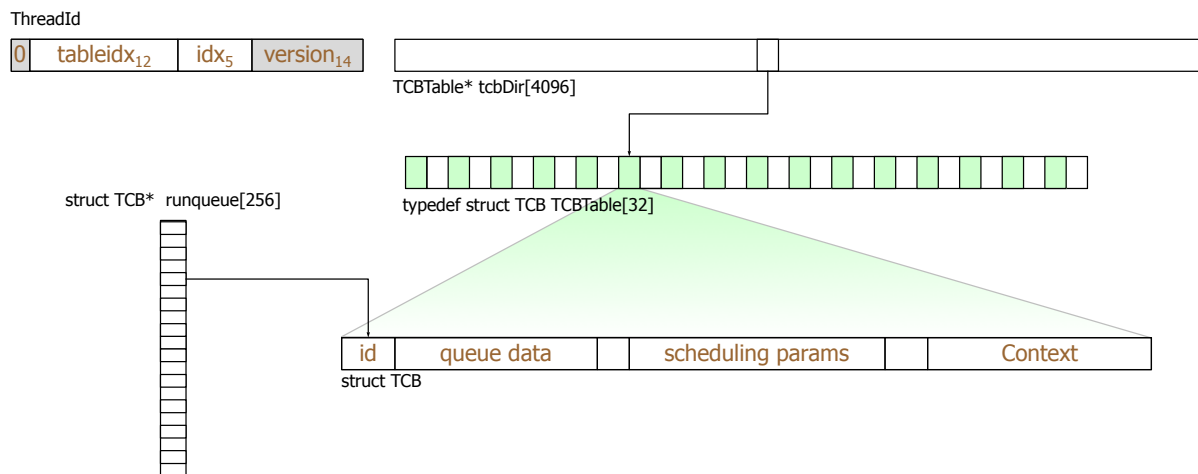 ThreadId
0 tableidx12 idx5 version14
TCBTable* tcbDir[4096]
struct TCB* runqueue[256]
typedef struct TCB TCBTable[32]
id queue data scheduling params Context
struct TCB